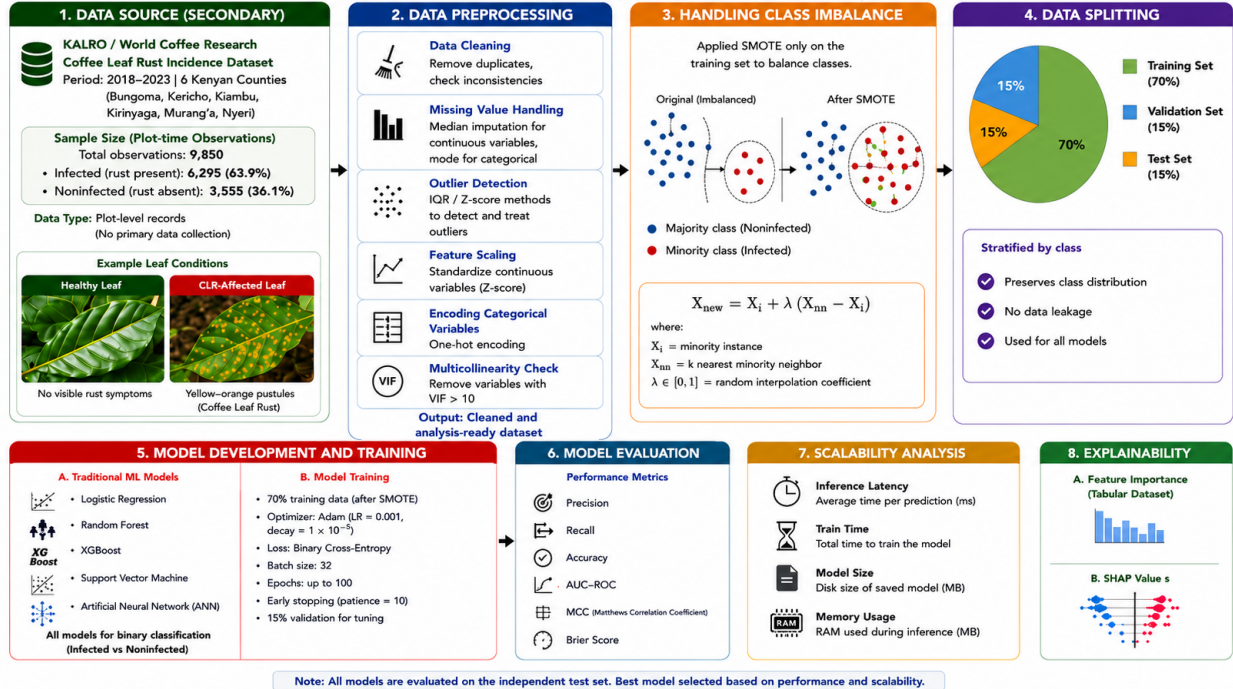 1. DATA SOURCE (SECONDARY)
KALRO / World Coffee Research
Coffee Leaf Rust Incidence Dataset
Period: 2018–2023 | 6 Kenyan Counties
(Bungoma, Kericho, Kiambu,
Kirinyaga, Murang'a, Nyeri)
Sample Size (Plot-time Observations)
Total observations: 9,850
• Infected (rust present): 6,295 (63.9%)
• Noninfected (rust absent): 3,555 (36.1%)
Data Type: Plot-level records
(No primary data collection)
Example Leaf Conditions
Healthy Leaf
CLR-Affected Leaf
No visible rust symptoms
Yellow–orange pustules
(Coffee Leaf Rust)
2. DATA PREPROCESSING
Data Cleaning
Remove duplicates,
check inconsistencies
Missing Value Handling
Median imputation for
continuous variables,
mode for categorical
Outlier Detection
IQR / Z-score methods
to detect and treat
outliers
Feature Scaling
Standardize continuous
variables (Z-score)
Encoding Categorical
Variables
One-hot encoding
VIF
Multicollinearity Check
Remove variables with
VIF > 10
Output: Cleaned and
analysis-ready dataset
3. HANDLING CLASS IMBALANCE
Applied SMOTE only on the
training set to balance classes.
Original (Imbalanced)
After SMOTE
Majority class (Noninfected)
Minority class (Infected)
X_new = X_i + λ (X_nn − X_i)
where:
X_i = minority instance
X_nn = k nearest minority neighbor
λ ∈ [0, 1] = random interpolation coefficient
4. DATA SPLITTING
15%
15%
70%
Training Set
(70%)
Validation Set
(15%)
Test Set
(15%)
Stratified by class
Preserves class distribution
No data leakage
Used for all models
5. MODEL DEVELOPMENT AND TRAINING
A. Traditional ML Models
• Logistic Regression
• Random Forest
XG
Boost
• XGBoost
• Support Vector Machine
• Artificial Neural Network (ANN)
All models for binary classification
(Infected vs Noninfected)
B. Model Training
• 70% training data (after SMOTE)
• Optimizer: Adam (LR = 0.001,
decay = 1 × 10⁻⁵)
• Loss: Binary Cross-Entropy
• Batch size: 32
• Epochs: up to 100
• Early stopping (patience = 10)
• 15% validation for tuning
6. MODEL EVALUATION
Performance Metrics
Precision
Recall
Accuracy
AUC–ROC
MCC (Matthews Correlation Coefficient)
Brier Score
7. SCALABILITY ANALYSIS
Inference Latency
Average time per prediction (ms)
Train Time
Total time to train the model
Model Size
Disk size of saved model (MB)
RAM
Memory Usage
RAM used during inference (MB)
8. EXPLAINABILITY
A. Feature Importance
(Tabular Dataset)
B. SHAP Value s
Note: All models are evaluated on the independent test set. Best model selected based on performance and scalability.